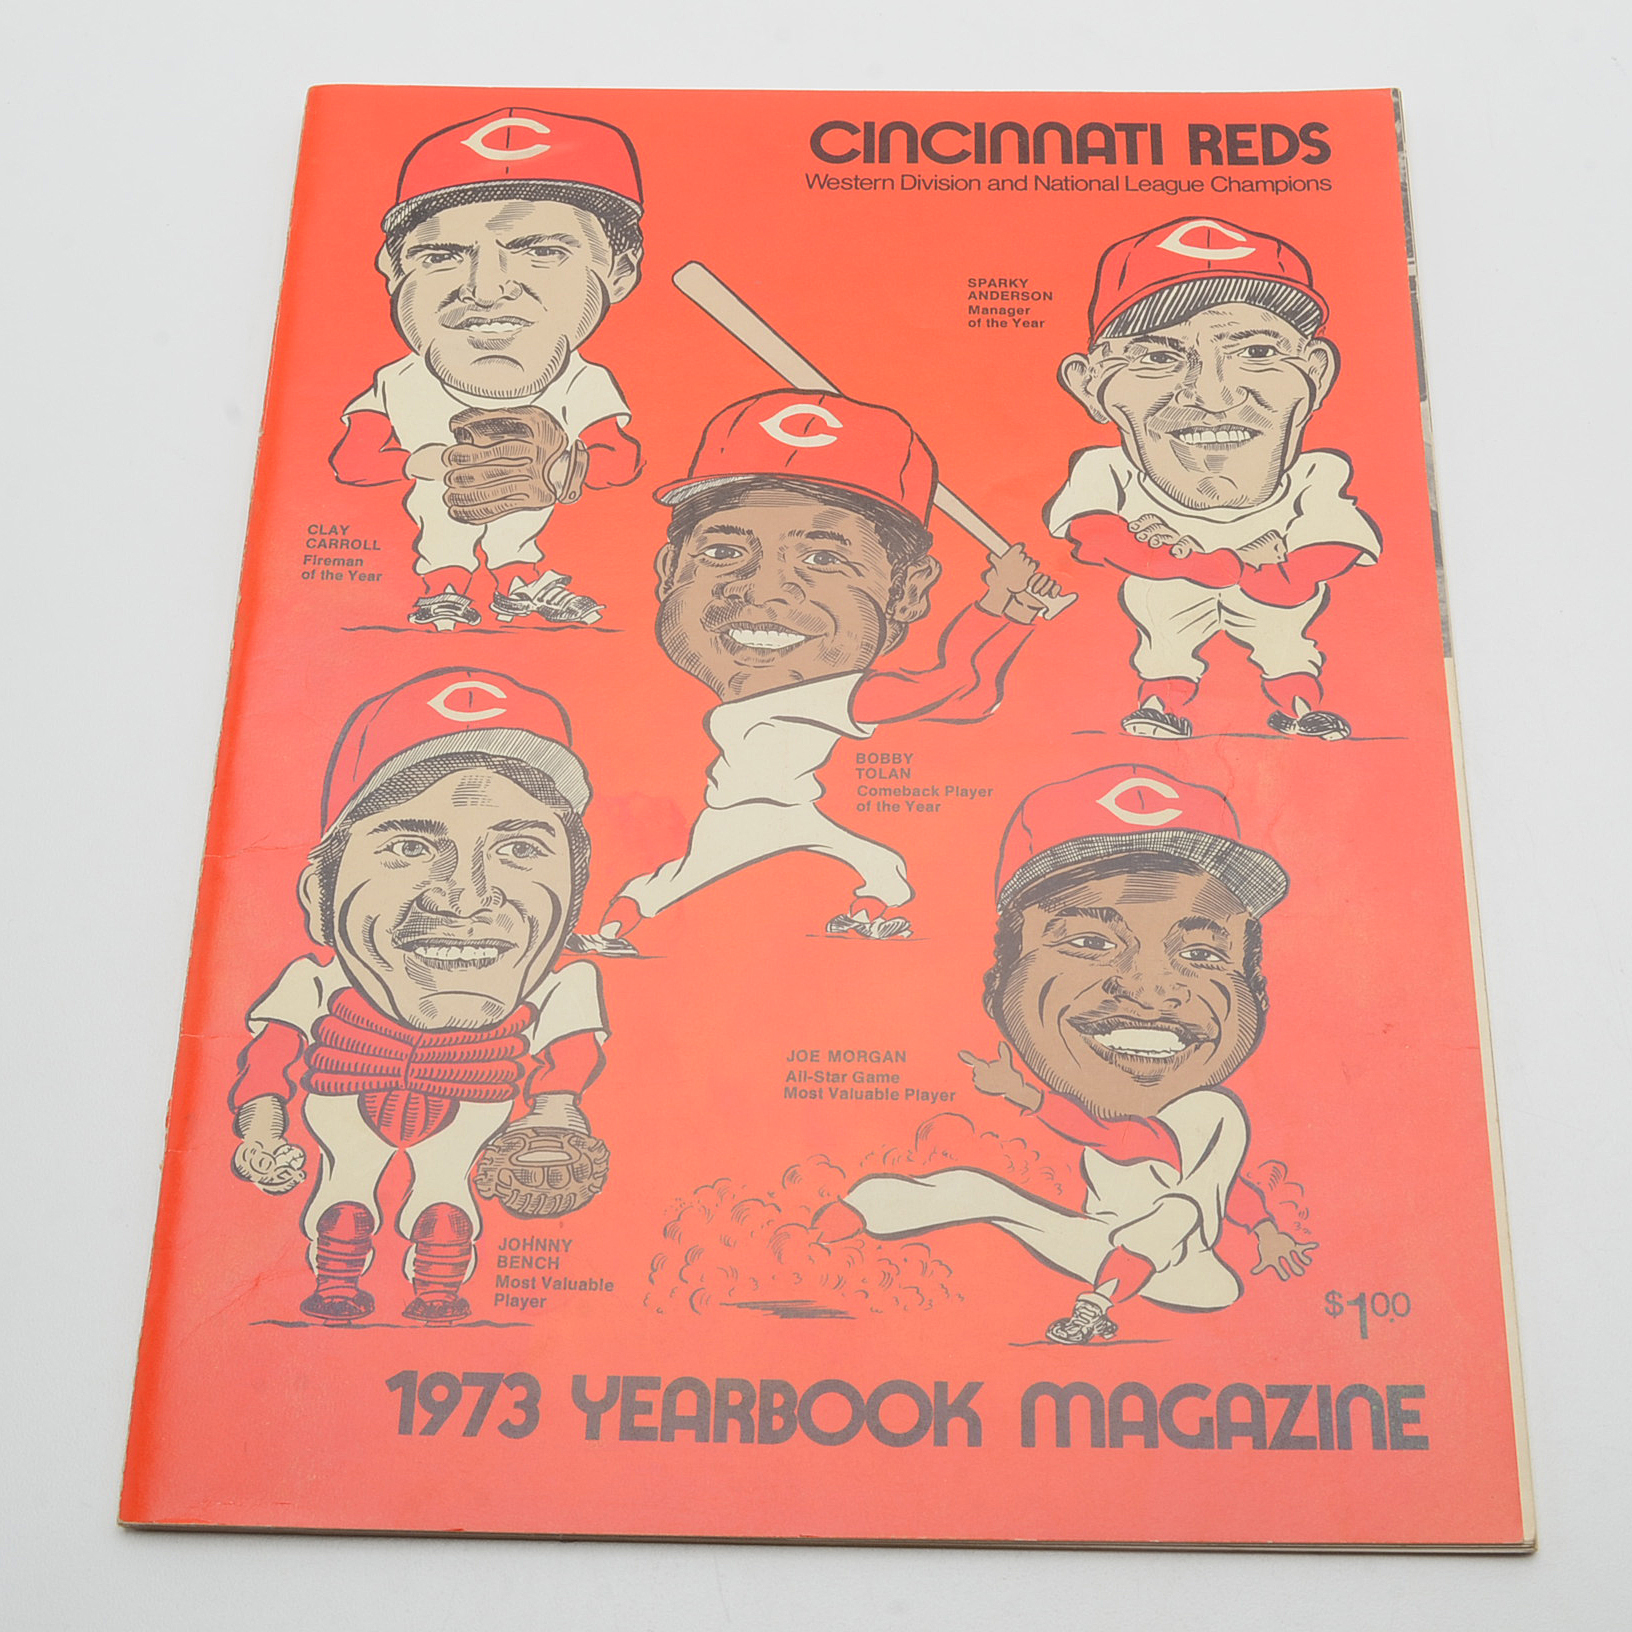 CINCINNATI REDS
Western Division and National League Champions
SPARKY
ANDERSON
Manager
of the Year
CLAY
CARROLL
Fireman
of the Year
BOBBY
TOLAN
Comeback Player
of the Year
JOE MORGAN
All-Star Game
Most Valuable Player
JOHNNY
BENCH
Most Valuable
Player
$1.00
1973 YEARBOOK MAGAZINE
C
C
C
C
C